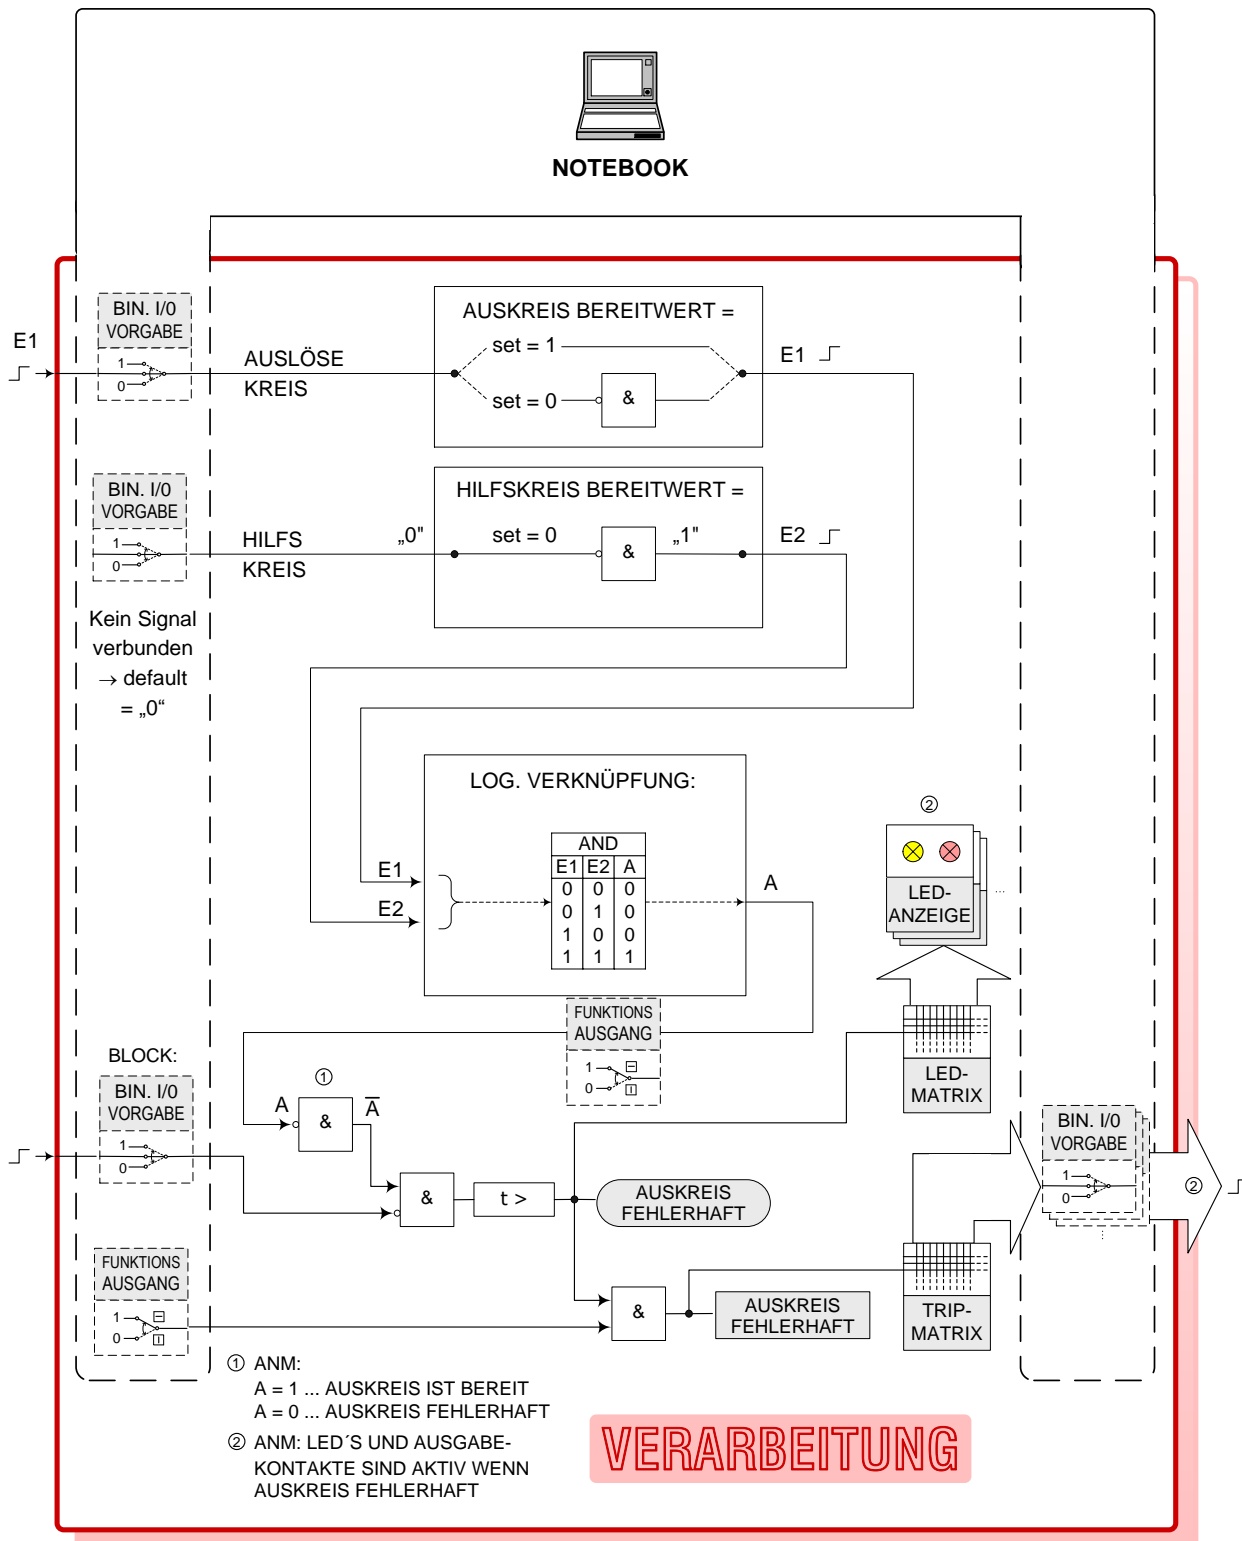 NOTEBOOK
BIN. I/0
VORGABE
1
0
E1
AUSLÖSE
KREIS
AUSKREIS BEREITWERT =
set = 1
set = 0
&
E1
BIN. I/0
VORGABE
1
0
HILFS
KREIS
„0"
HILFSKREIS BEREITWERT =
set = 0
&
„1"
E2
Kein Signal
verbunden
→ default
= „0“
LOG. VERKNÜPFUNG:
AND
E1 E2 A
0 0 0
0 1 0
1 0 0
1 1 1
E1
E2
A
②
LED-
ANZEIGE
...
FUNKTIONS
AUSGANG
1
0
LED-
MATRIX
BLOCK:
BIN. I/0
VORGABE
1
0
①
A
&
A̅
&
t >
AUSKREIS
FEHLERHAFT
BIN. I/0
VORGABE
1
0
...
②
FUNKTIONS
AUSGANG
1
0
&
AUSKREIS
FEHLERHAFT
TRIP-
MATRIX
① ANM:
A = 1 ... AUSKREIS IST BEREIT
A = 0 ... AUSKREIS FEHLERHAFT
② ANM: LED´S UND AUSGABE-
KONTAKTE SIND AKTIV WENN
AUSKREIS FEHLERHAFT
VERARBEITUNG